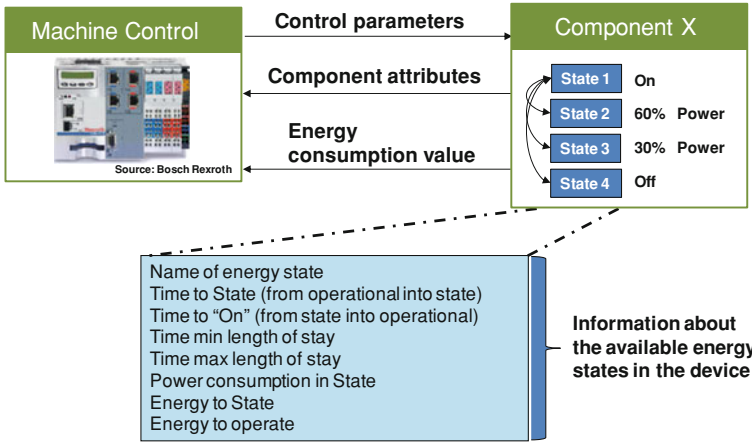 Machine Control
Source: Bosch Rexroth
Control parameters
Component attributes
Energy
consumption value
Component X
State 1 On
State 2 60% Power
State 3 30% Power
State 4 Off
Name of energy state
Time to State (from operational into state)
Time to “On” (from state into operational)
Time min length of stay
Time max length of stay
Power consumption in State
Energy to State
Energy to operate
Information about
the available energy
states in the device